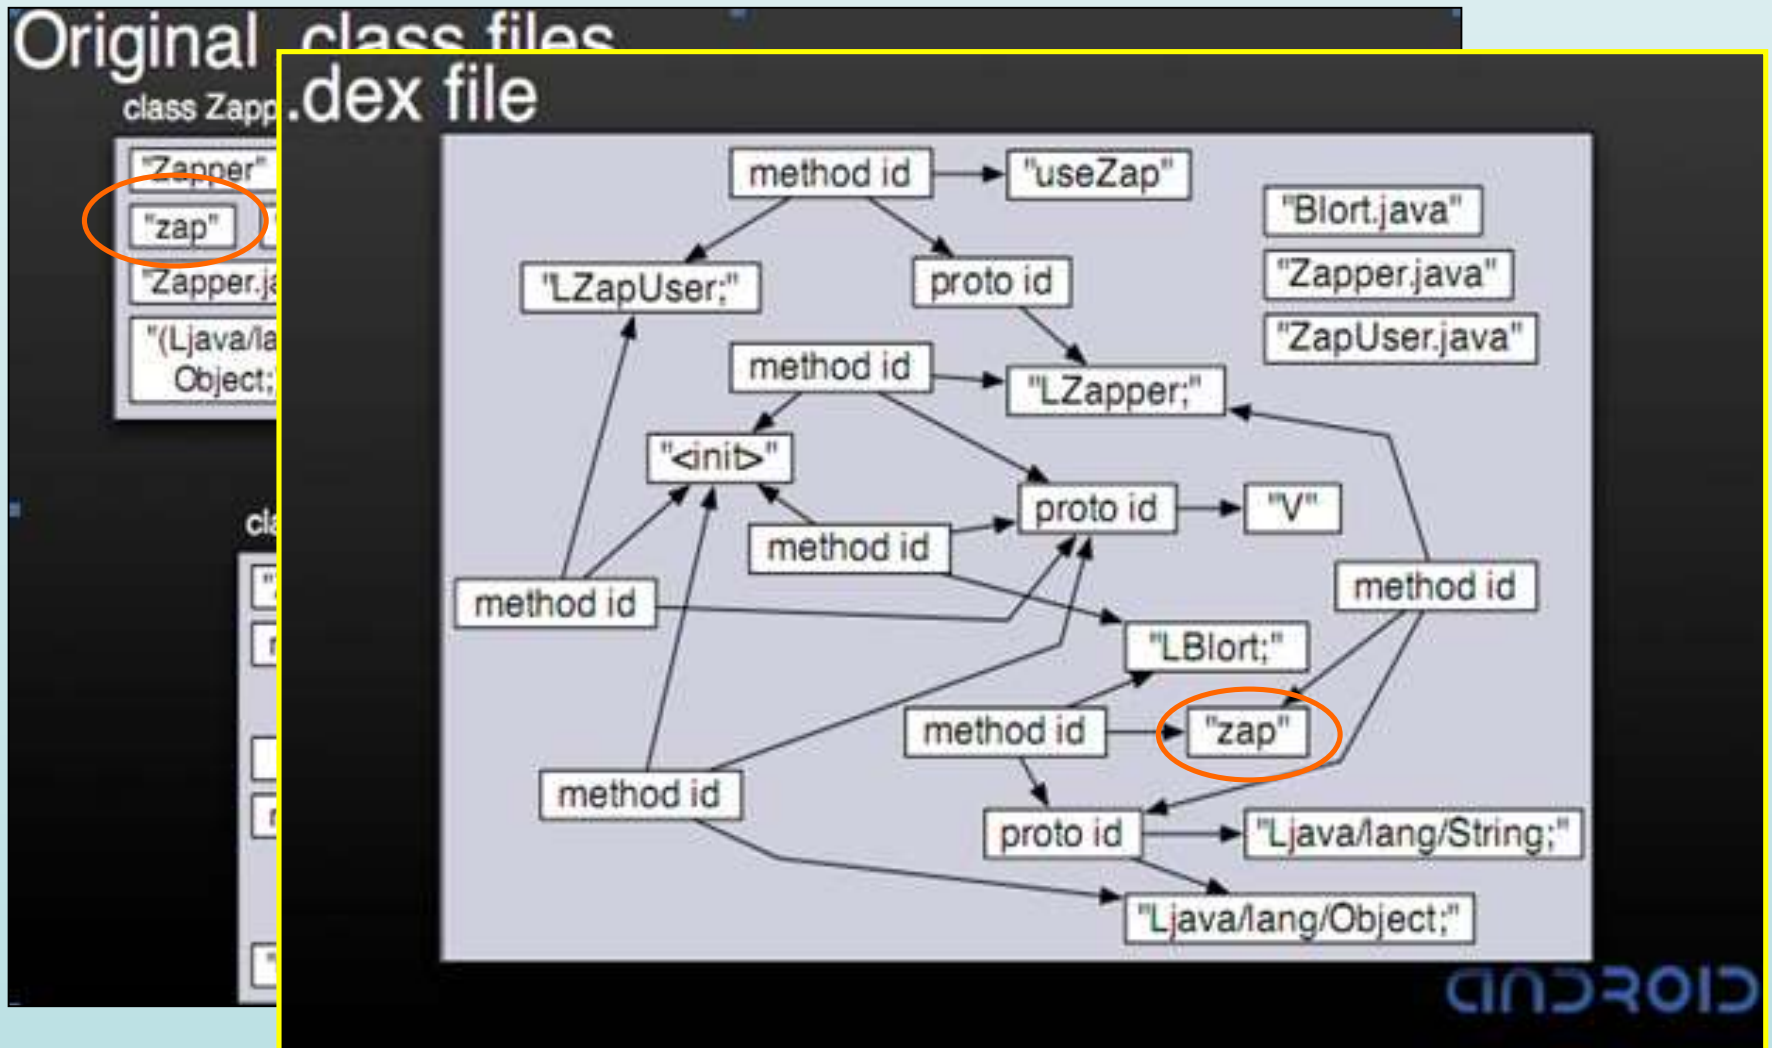 Original .class files
class Zapp
"Zapper"
"zap"
"Zapper.ja
"(Ljava/la
Object;"
cla
.dex file
method id
"useZap"
"Blort.java"
"LZapUser;"
proto id
"Zapper.java"
"ZapUser.java"
method id
"LZapper;"
"<init>"
proto id
"V"
method id
method id
method id
"LBlort;"
method id
"zap"
method id
proto id
"Ljava/lang/String;"
"Ljava/lang/Object;"
ANDROID